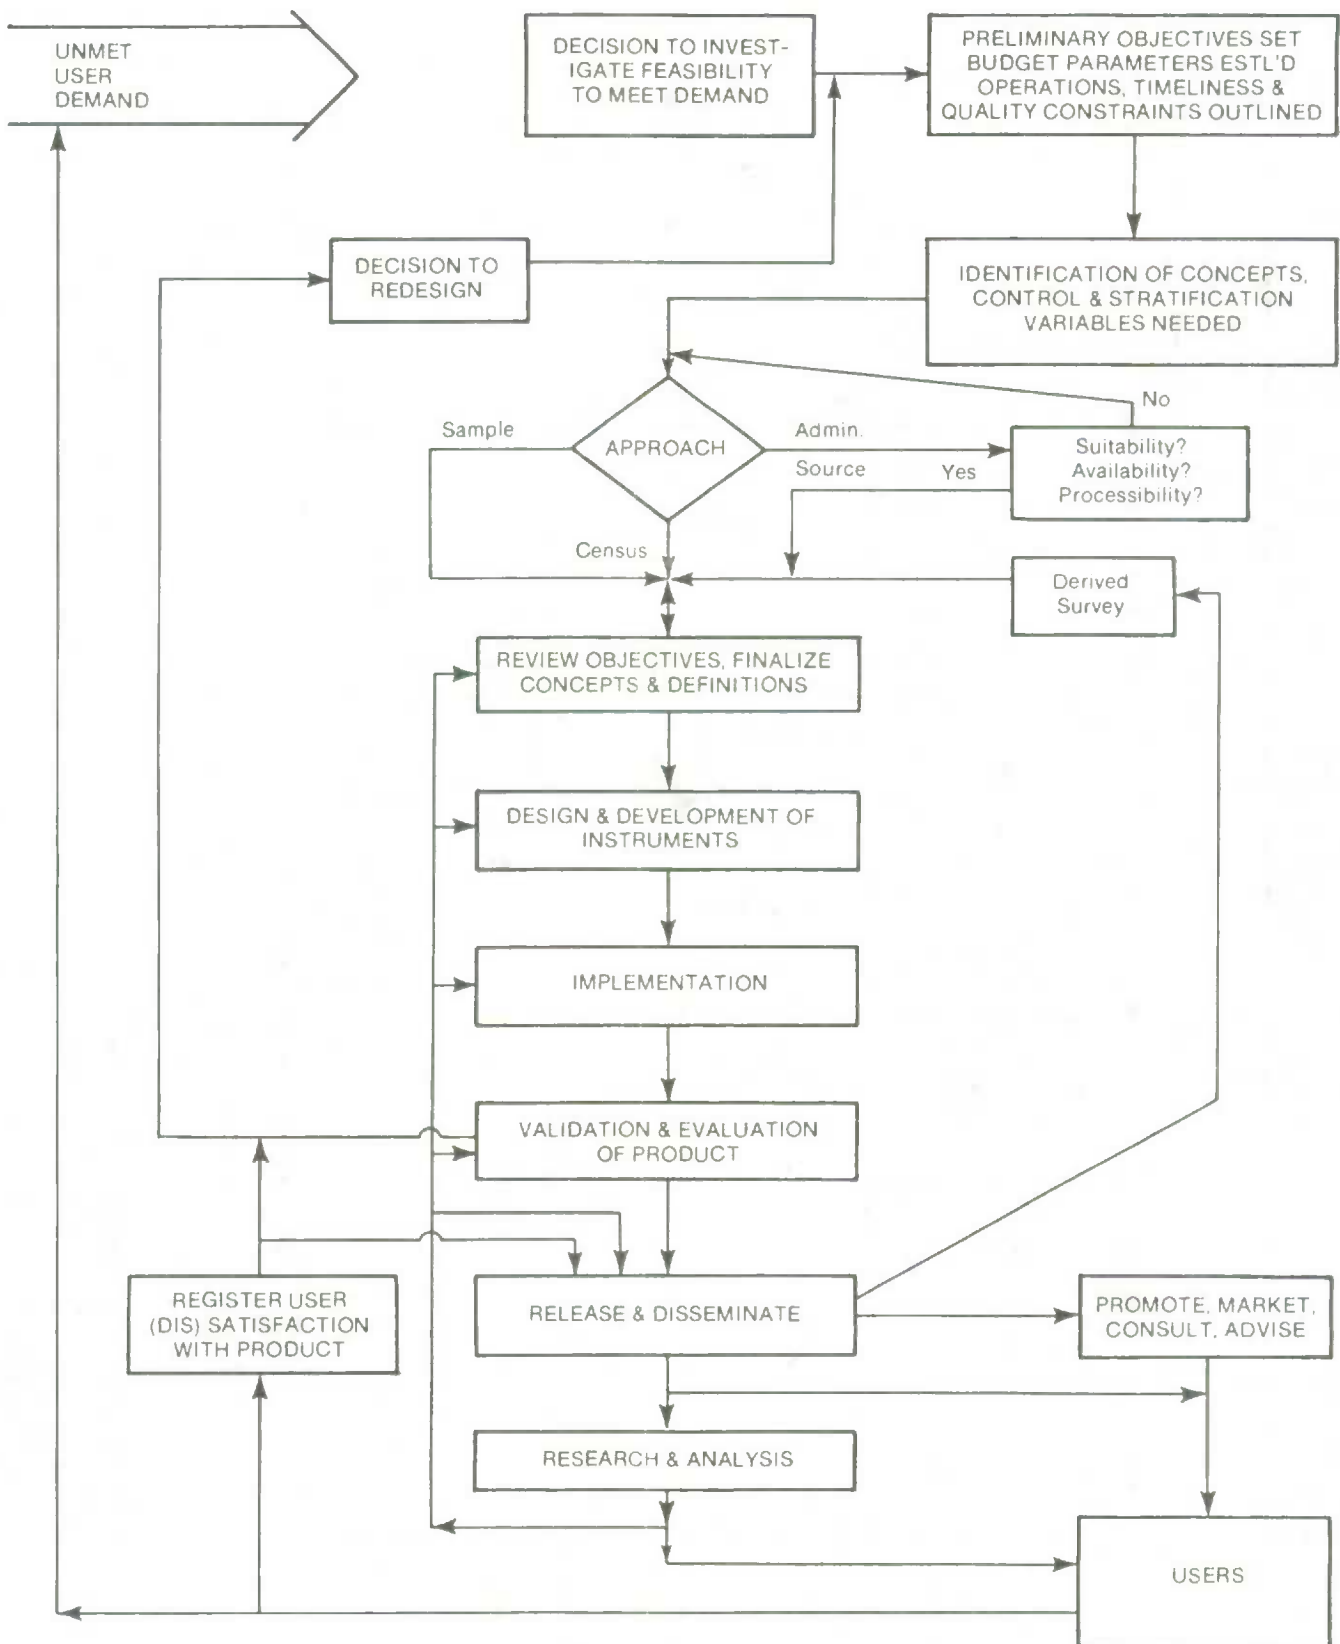 UNMET
USER
DEMAND
DECISION TO INVEST-
IGATE FEASIBILITY
TO MEET DEMAND
PRELIMINARY OBJECTIVES SET
BUDGET PARAMETERS ESTL'D
OPERATIONS, TIMELINESS &
QUALITY CONSTRAINTS OUTLINED
DECISION TO
REDESIGN
IDENTIFICATION OF CONCEPTS,
CONTROL & STRATIFICATION
VARIABLES NEEDED
No
Sample
APPROACH
Admin.
Source
Yes
Suitability?
Availability?
Processibility?
Census
Derived
Survey
REVIEW OBJECTIVES, FINALIZE
CONCEPTS & DEFINITIONS
DESIGN & DEVELOPMENT OF
INSTRUMENTS
IMPLEMENTATION
VALIDATION & EVALUATION
OF PRODUCT
REGISTER USER
(DIS) SATISFACTION
WITH PRODUCT
RELEASE & DISSEMINATE
PROMOTE, MARKET,
CONSULT, ADVISE
RESEARCH & ANALYSIS
USERS